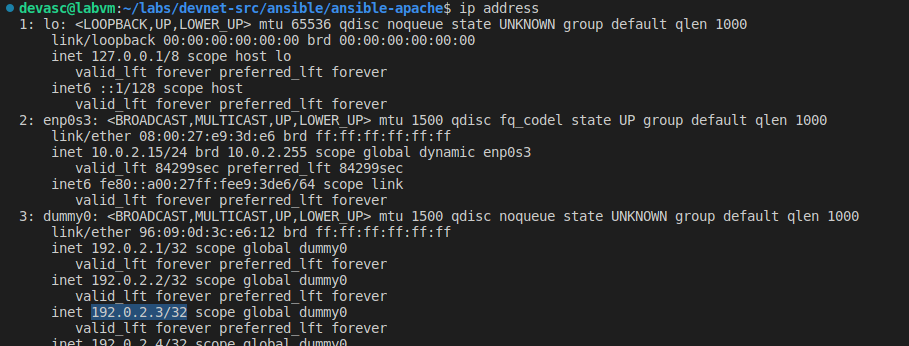 devasc@labvm:~/labs/devnet-src/ansible/ansible-apache$ ip address
1: lo: <LOOPBACK,UP,LOWER_UP> mtu 65536 qdisc noqueue state UNKNOWN group default qlen 1000
link/loopback 00:00:00:00:00:00 brd 00:00:00:00:00:00
inet 127.0.0.1/8 scope host lo
valid_lft forever preferred_lft forever
inet6 ::1/128 scope host
valid_lft forever preferred_lft forever
2: enp0s3: <BROADCAST,MULTICAST,UP,LOWER_UP> mtu 1500 qdisc fq_codel state UP group default qlen 1000
link/ether 08:00:27:e9:3d:e6 brd ff:ff:ff:ff:ff:ff
inet 10.0.2.15/24 brd 10.0.2.255 scope global dynamic enp0s3
valid_lft 84299sec preferred_lft 84299sec
inet6 fe80::a00:27ff:fee9:3de6/64 scope link
valid_lft forever preferred_lft forever
3: dummy0: <BROADCAST,MULTICAST,UP,LOWER_UP> mtu 1500 qdisc noqueue state UNKNOWN group default qlen 1000
link/ether 96:09:0d:3c:e6:12 brd ff:ff:ff:ff:ff:ff
inet 192.0.2.1/32 scope global dummy0
valid_lft forever preferred_lft forever
inet 192.0.2.2/32 scope global dummy0
valid_lft forever preferred_lft forever
inet 192.0.2.3/32 scope global dummy0
valid_lft forever preferred_lft forever
inet 192.0.2.4/32 scope global dummy0